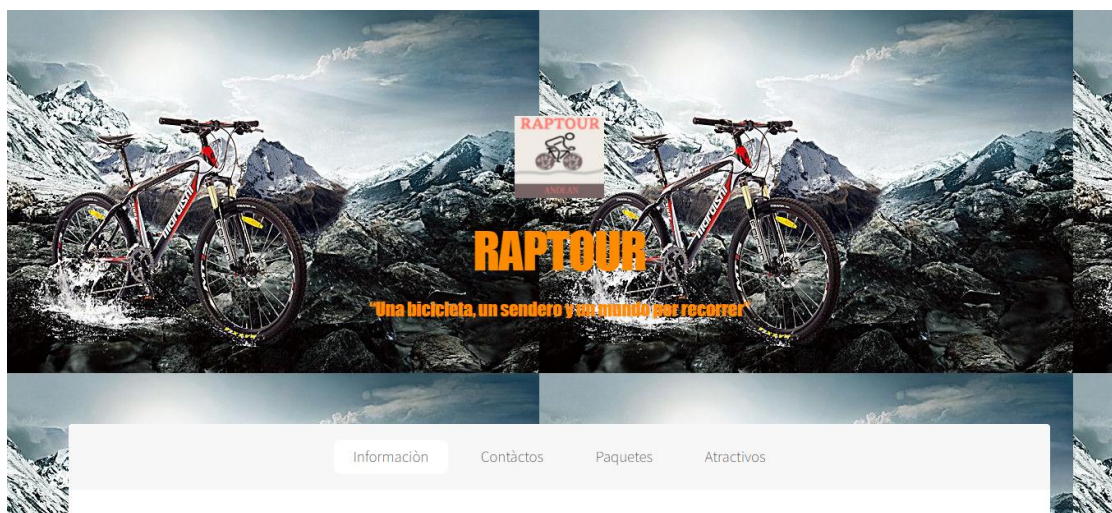 RAPTOUR
ANDEAN
RAPTOUR
"Una bicicleta, un sendero y un mundo por recorrer"
Informaciòn
Contàctos
Paquetes
Atractivos